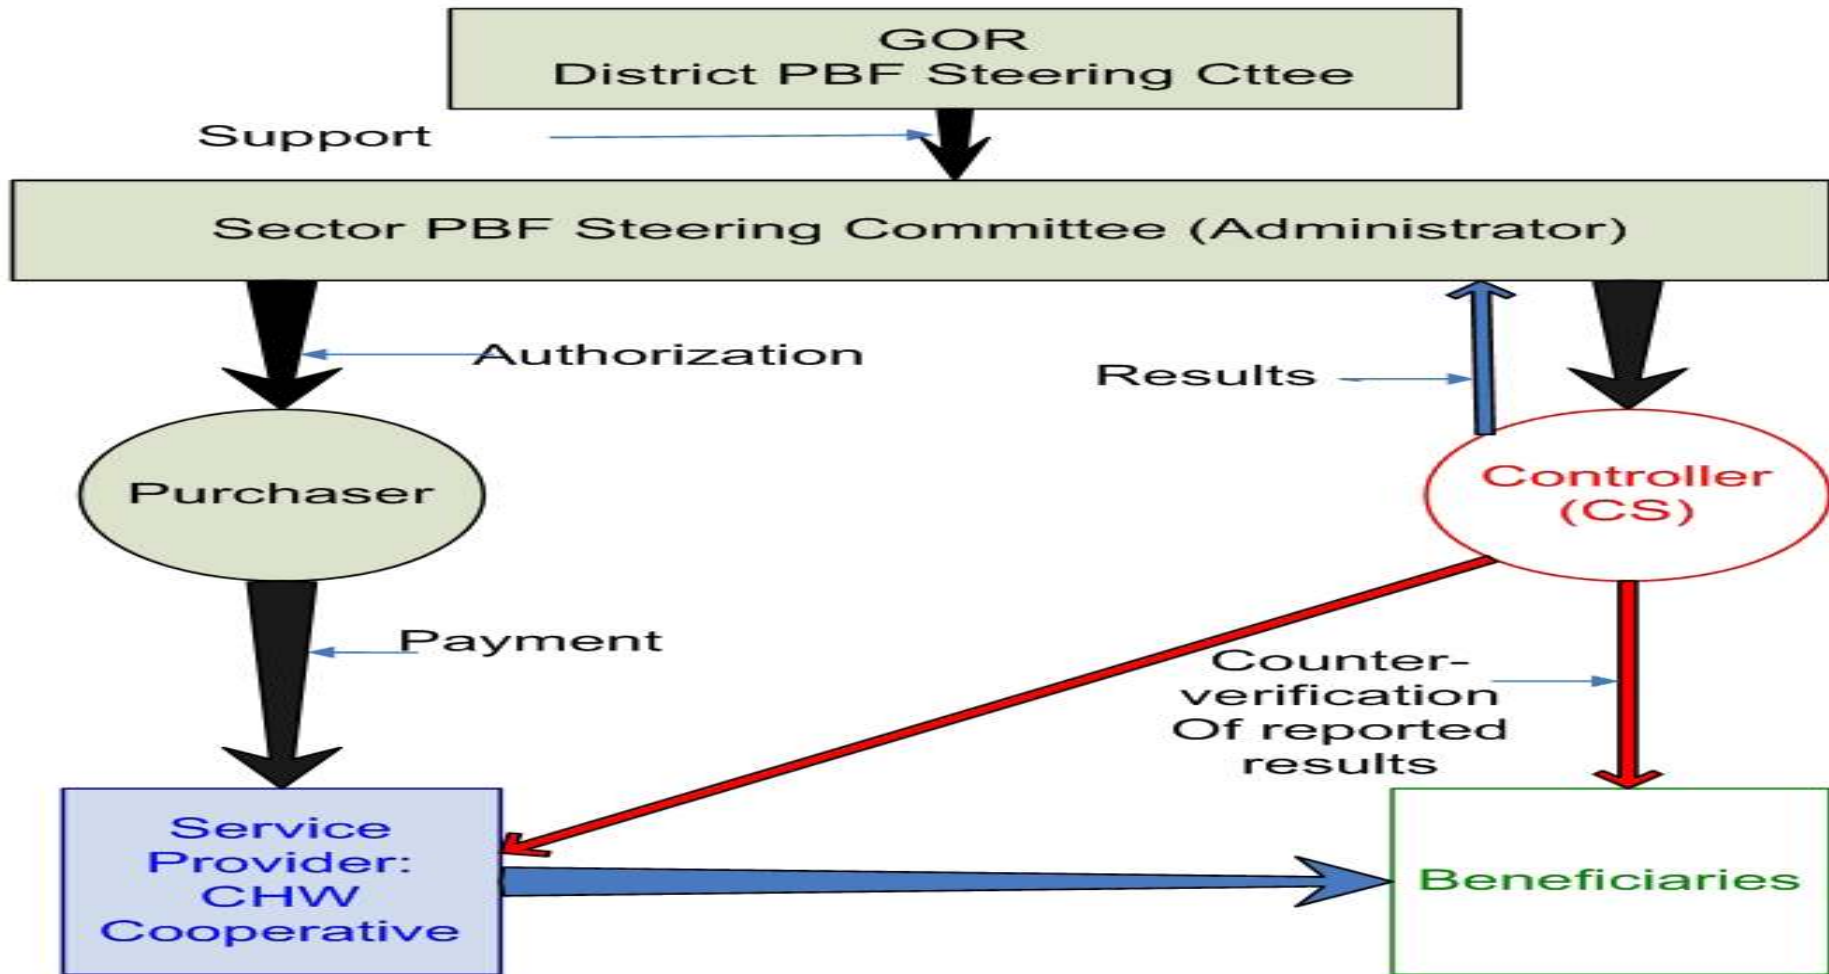 GOR
District PBF Steering Cttee
Support
Sector PBF Steering Committee (Administrator)
Authorization
Results
Purchaser
Controller
(CS)
Payment
Counter-
verification
Of reported
results
Service
Provider:
CHW
Cooperative
Beneficiaries